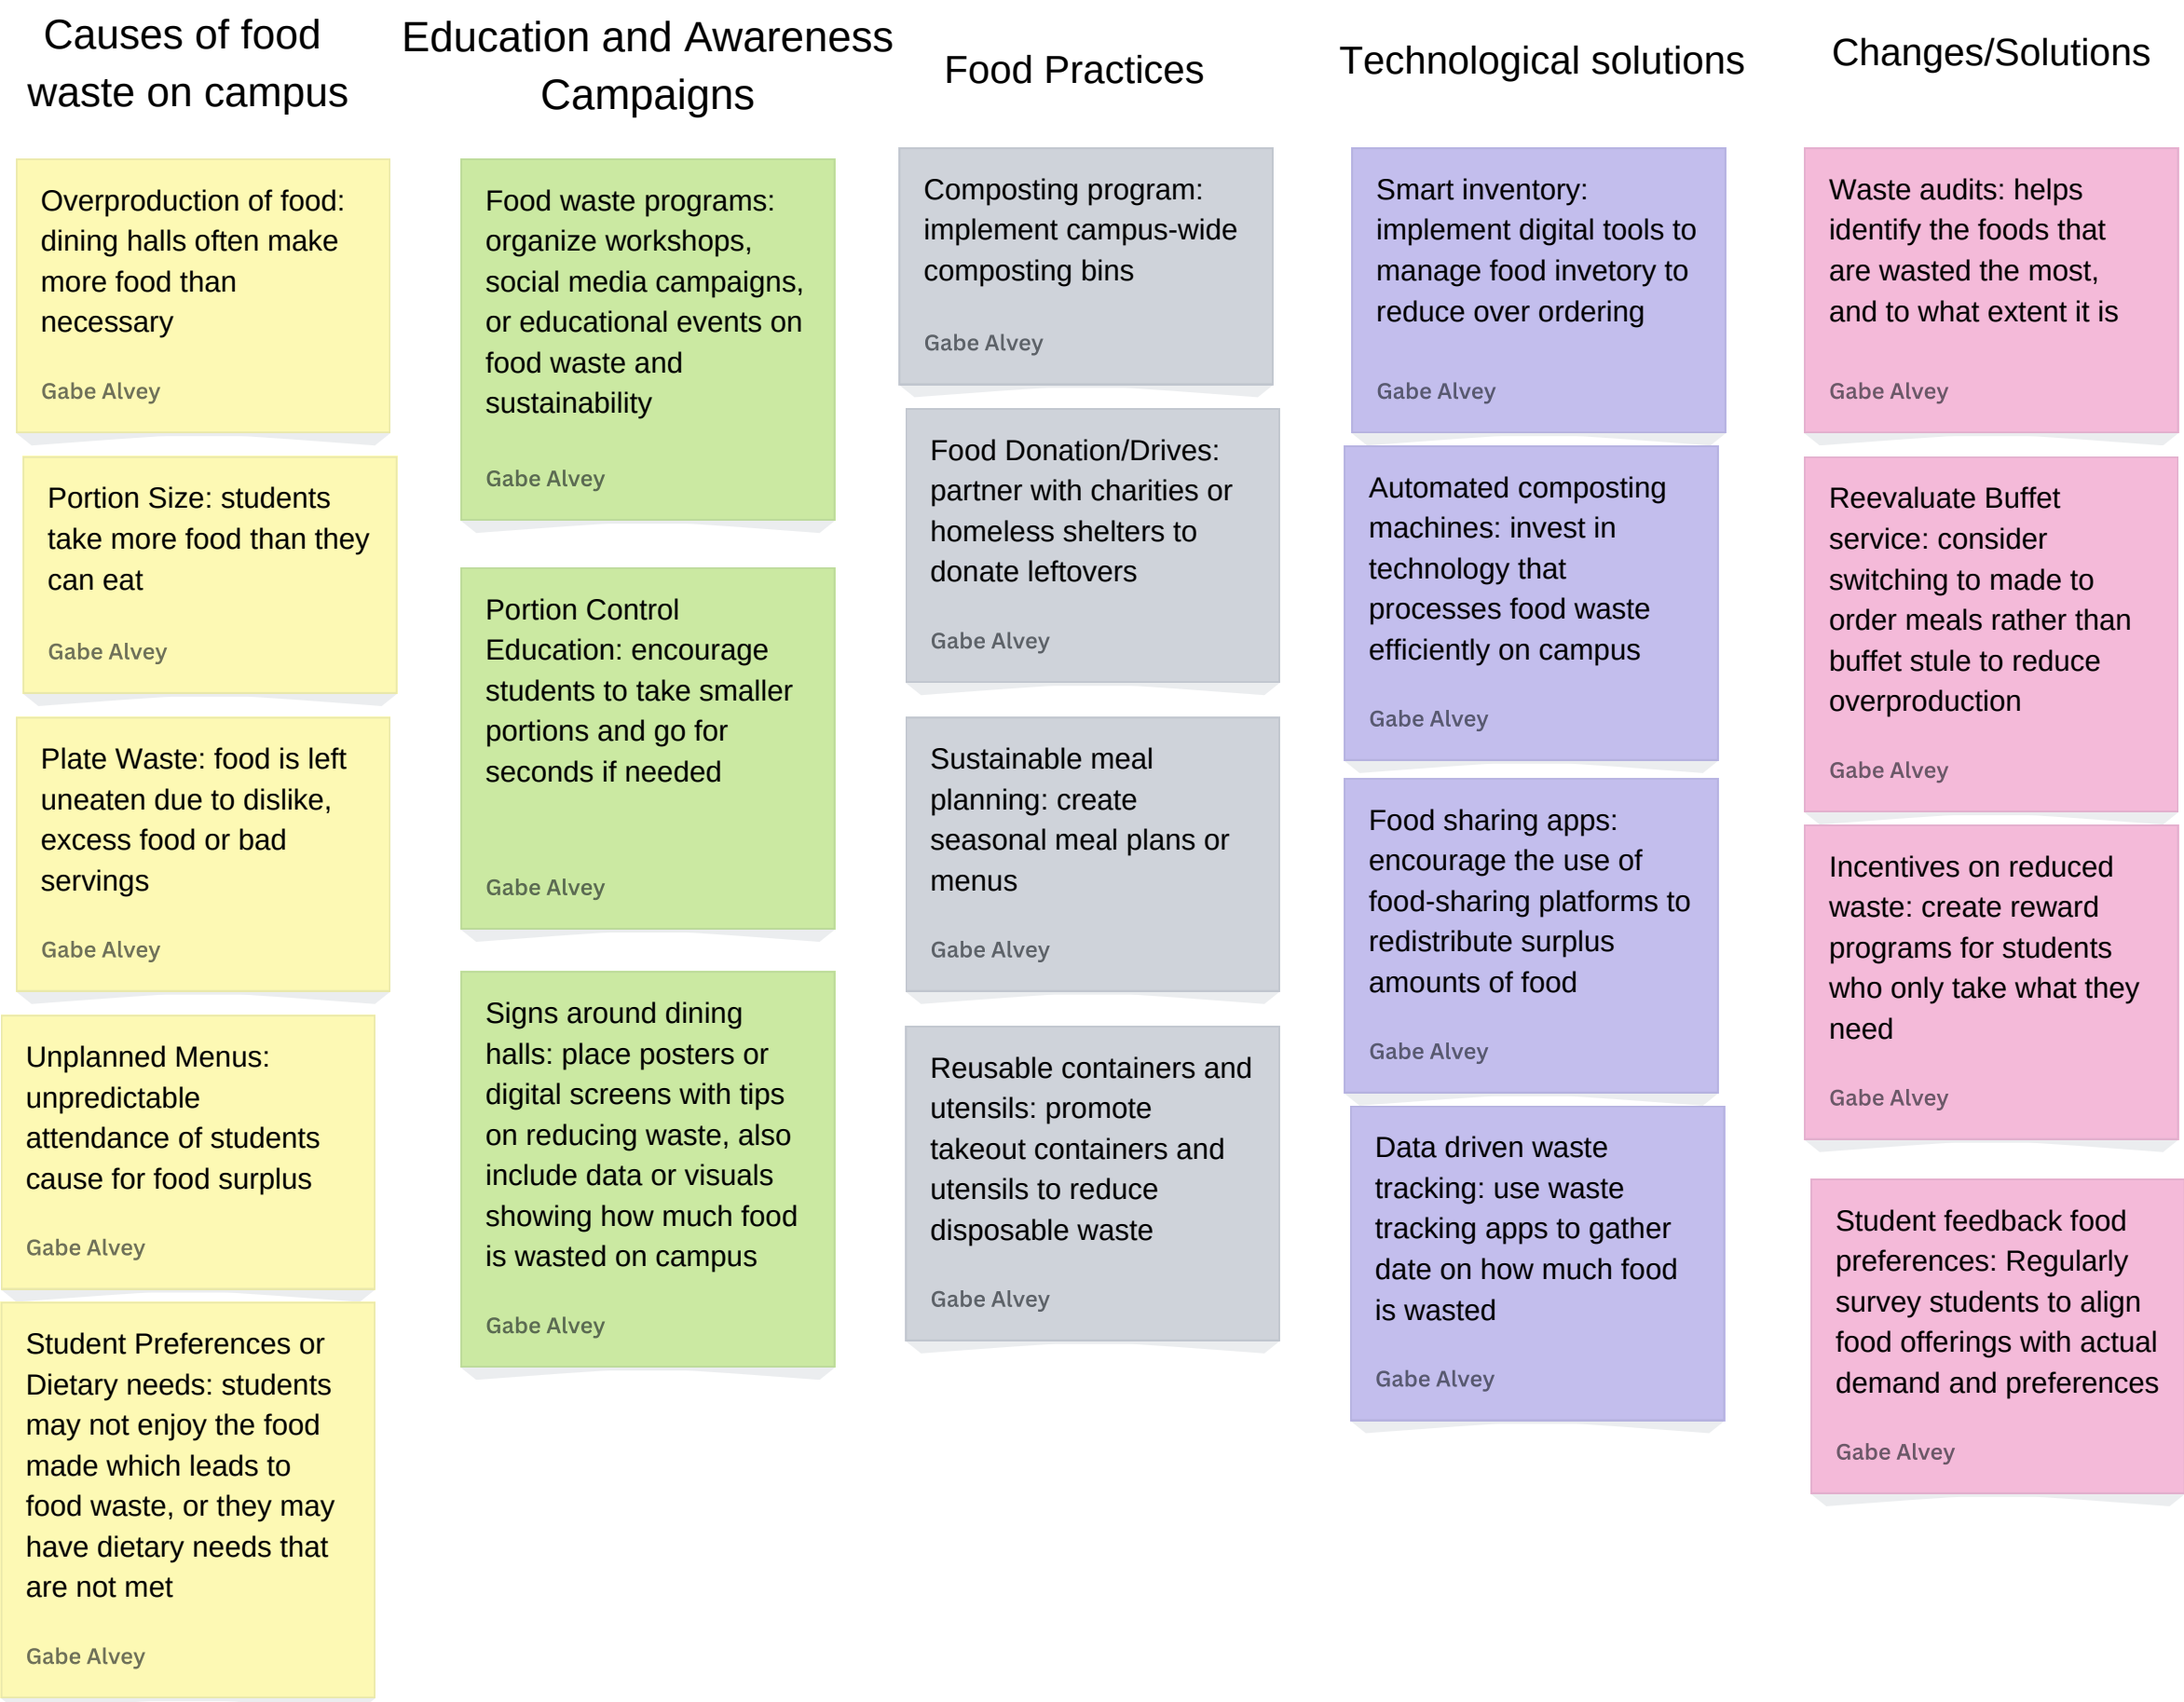 Causes of food
waste on campus
Overproduction of food:
dining halls often make
more food than
necessary
Gabe Alvey
Portion Size: students
take more food than they
can eat
Gabe Alvey
Plate Waste: food is left
uneaten due to dislike,
excess food or bad
servings
Gabe Alvey
Unplanned Menus:
unpredictable
attendance of students
cause for food surplus
Gabe Alvey
Student Preferences or
Dietary needs: students
may not enjoy the food
made which leads to
food waste, or they may
have dietary needs that
are not met
Gabe Alvey
Education and Awareness
Campaigns
Food waste programs:
organize workshops,
social media campaigns,
or educational events on
food waste and
sustainability
Gabe Alvey
Portion Control
Education: encourage
students to take smaller
portions and go for
seconds if needed
Gabe Alvey
Signs around dining
halls: place posters or
digital screens with tips
on reducing waste, also
include data or visuals
showing how much food
is wasted on campus
Gabe Alvey
Food Practices
Composting program:
implement campus-wide
composting bins
Gabe Alvey
Food Donation/Drives:
partner with charities or
homeless shelters to
donate leftovers
Gabe Alvey
Sustainable meal
planning: create
seasonal meal plans or
menus
Gabe Alvey
Reusable containers and
utensils: promote
takeout containers and
utensils to reduce
disposable waste
Gabe Alvey
Technological solutions
Smart inventory:
implement digital tools to
manage food invetory to
reduce over ordering
Gabe Alvey
Automated composting
machines: invest in
technology that
processes food waste
efficiently on campus
Gabe Alvey
Food sharing apps:
encourage the use of
food-sharing platforms to
redistribute surplus
amounts of food
Gabe Alvey
Data driven waste
tracking: use waste
tracking apps to gather
date on how much food
is wasted
Gabe Alvey
Changes/Solutions
Waste audits: helps
identify the foods that
are wasted the most,
and to what extent it is
Gabe Alvey
Reevaluate Buffet
service: consider
switching to made to
order meals rather than
buffet stule to reduce
overproduction
Gabe Alvey
Incentives on reduced
waste: create reward
programs for students
who only take what they
need
Gabe Alvey
Student feedback food
preferences: Regularly
survey students to align
food offerings with actual
demand and preferences
Gabe Alvey